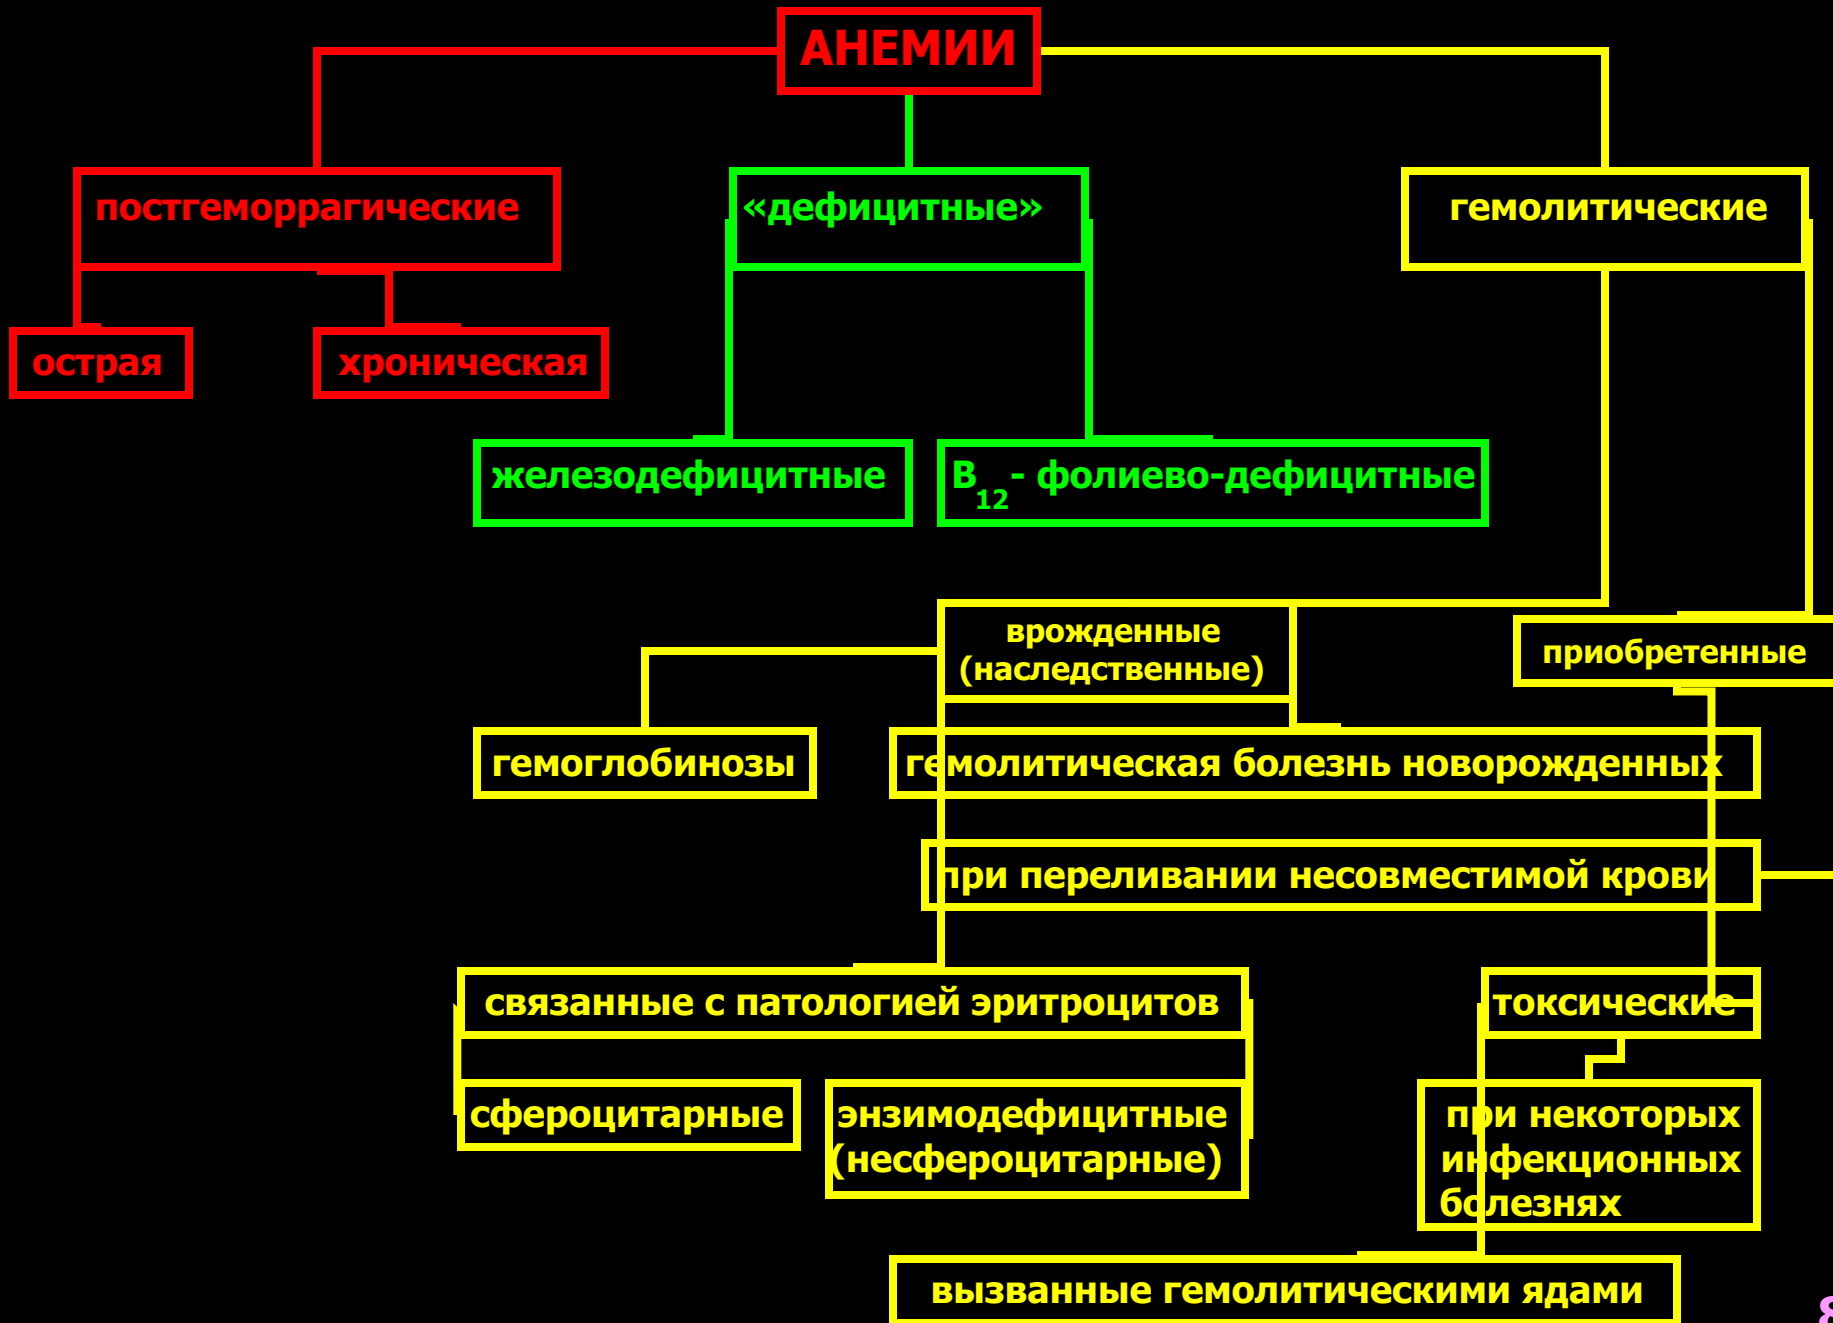 АНЕМИИ
постгеморрагические
«дефицитные»
гемолитические
острая
хроническая
железодефицитные
В12- фолиево-дефицитные
врожденные
(наследственные)
приобретенные
гемоглобинозы
гемолитическая болезнь новорожденных
при переливании несовместимой крови
связанные с патологией эритроцитов
токсические
сфероцитарные
энзимодефицитные
(несфероцитарные)
при некоторых
инфекционных
болезнях
вызванные гемолитическими ядами